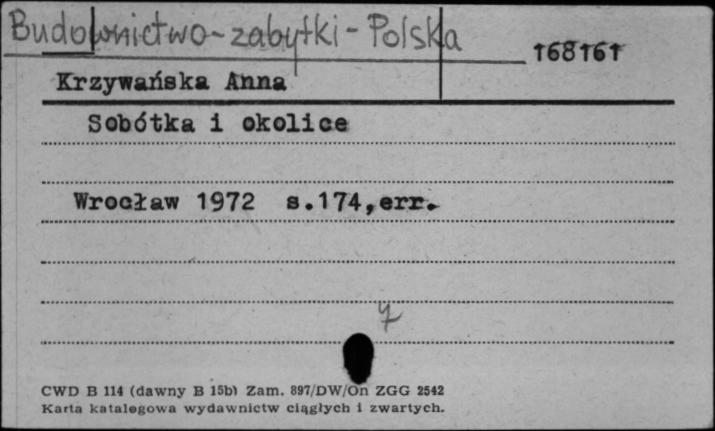 Budownictwo-zabytki-Polska
168161
Krzywańska Anna
Sobótka i okolice
Wrocław 1972 s.174,err.
CWD B 114 (dawny B 15b) Zam. 897/DW/On ZGG 2542
Karta katalogowa wydawnictw ciągłych i zwartych.